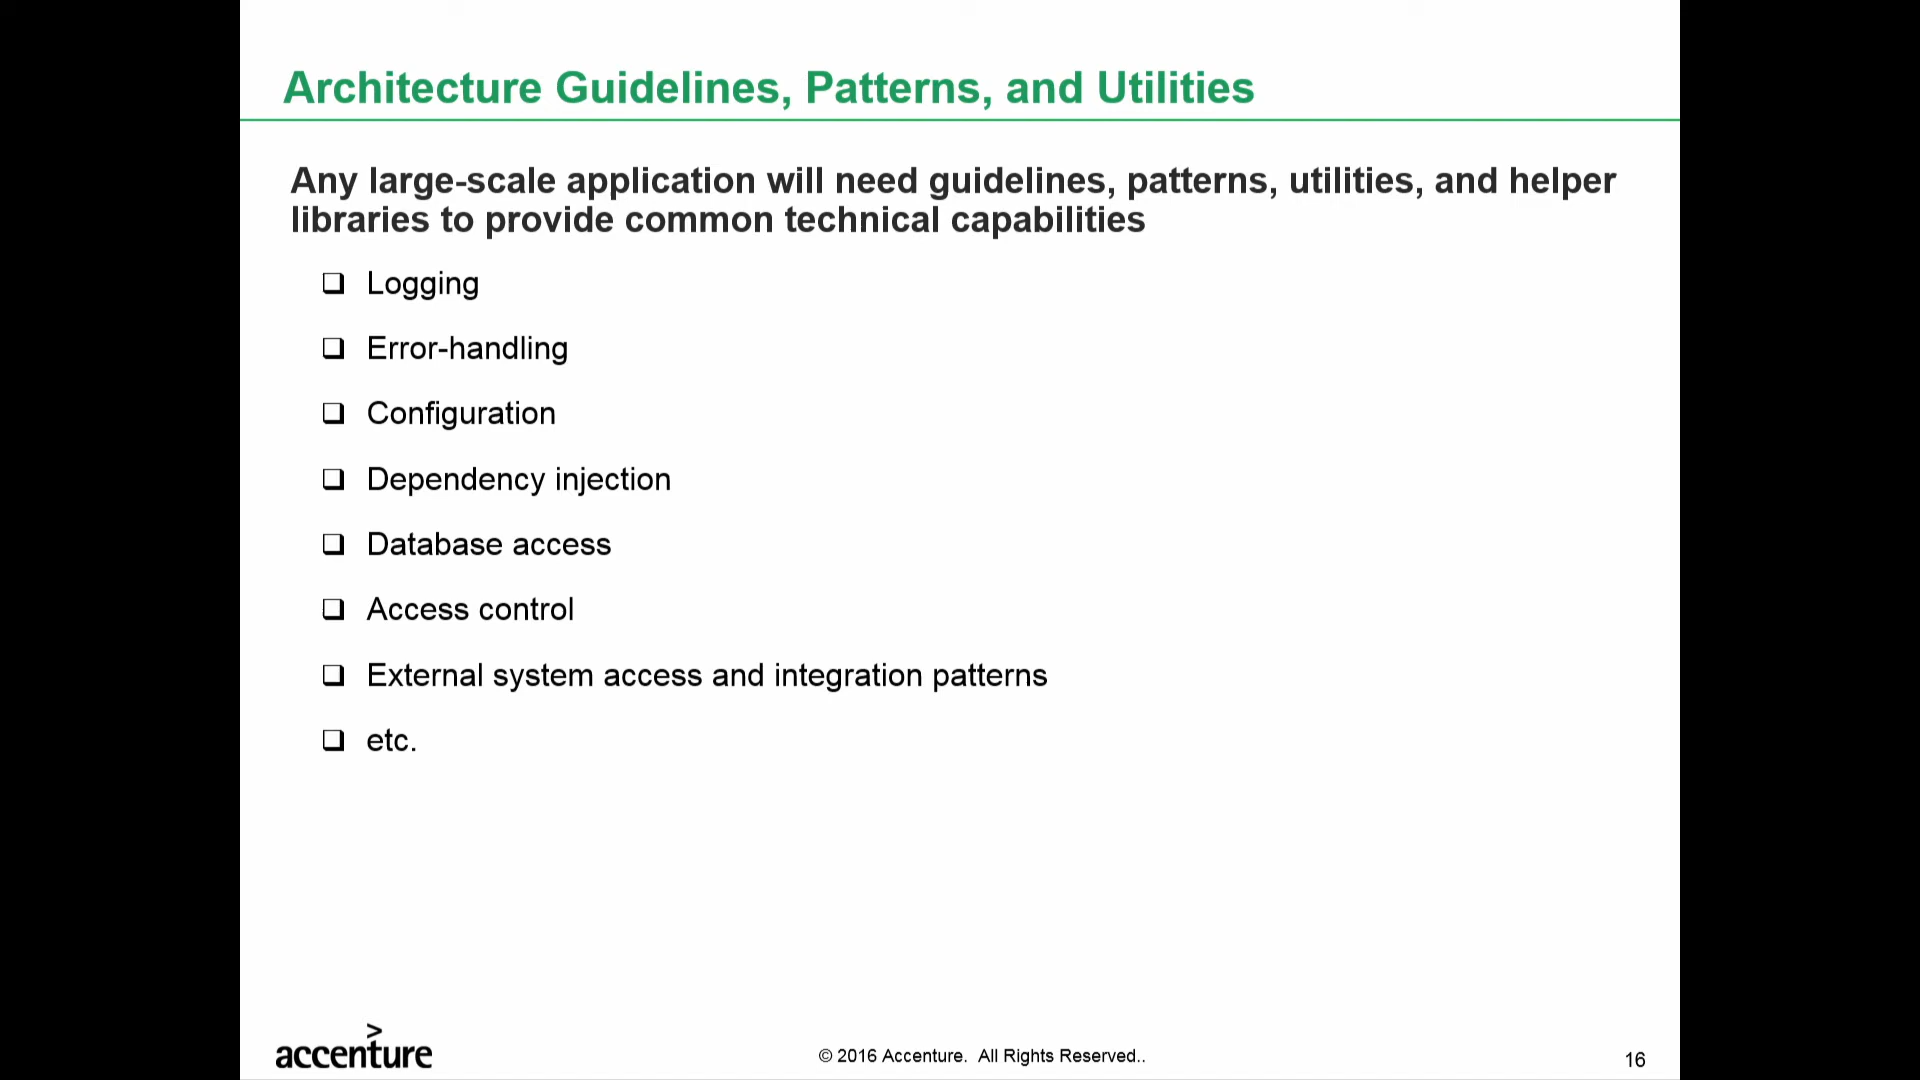 Architecture Guidelines, Patterns, and Utilities
Any large-scale application will need guidelines, patterns, utilities, and helper
libraries to provide common technical capabilities
❑ Logging
❑ Error-handling
❑ Configuration
❑ Dependency injection
❑ Database access
❑ Access control
❑ External system access and integration patterns
❑ etc.
>
accenture
© 2016 Accenture. All Rights Reserved..
16